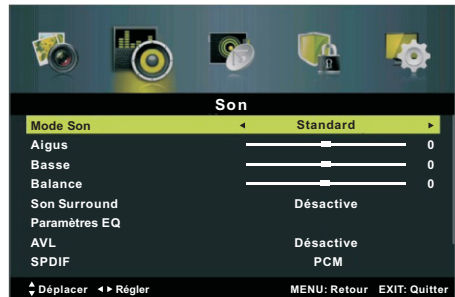 Son
Mode Son Standard
Aigus 0
Basse 0
Balance 0
Son Surround Désactive
Paramètres EQ
AVL Désactive
SPDIF PCM
Déplacer Régler MENU: Retour EXIT: Quitter